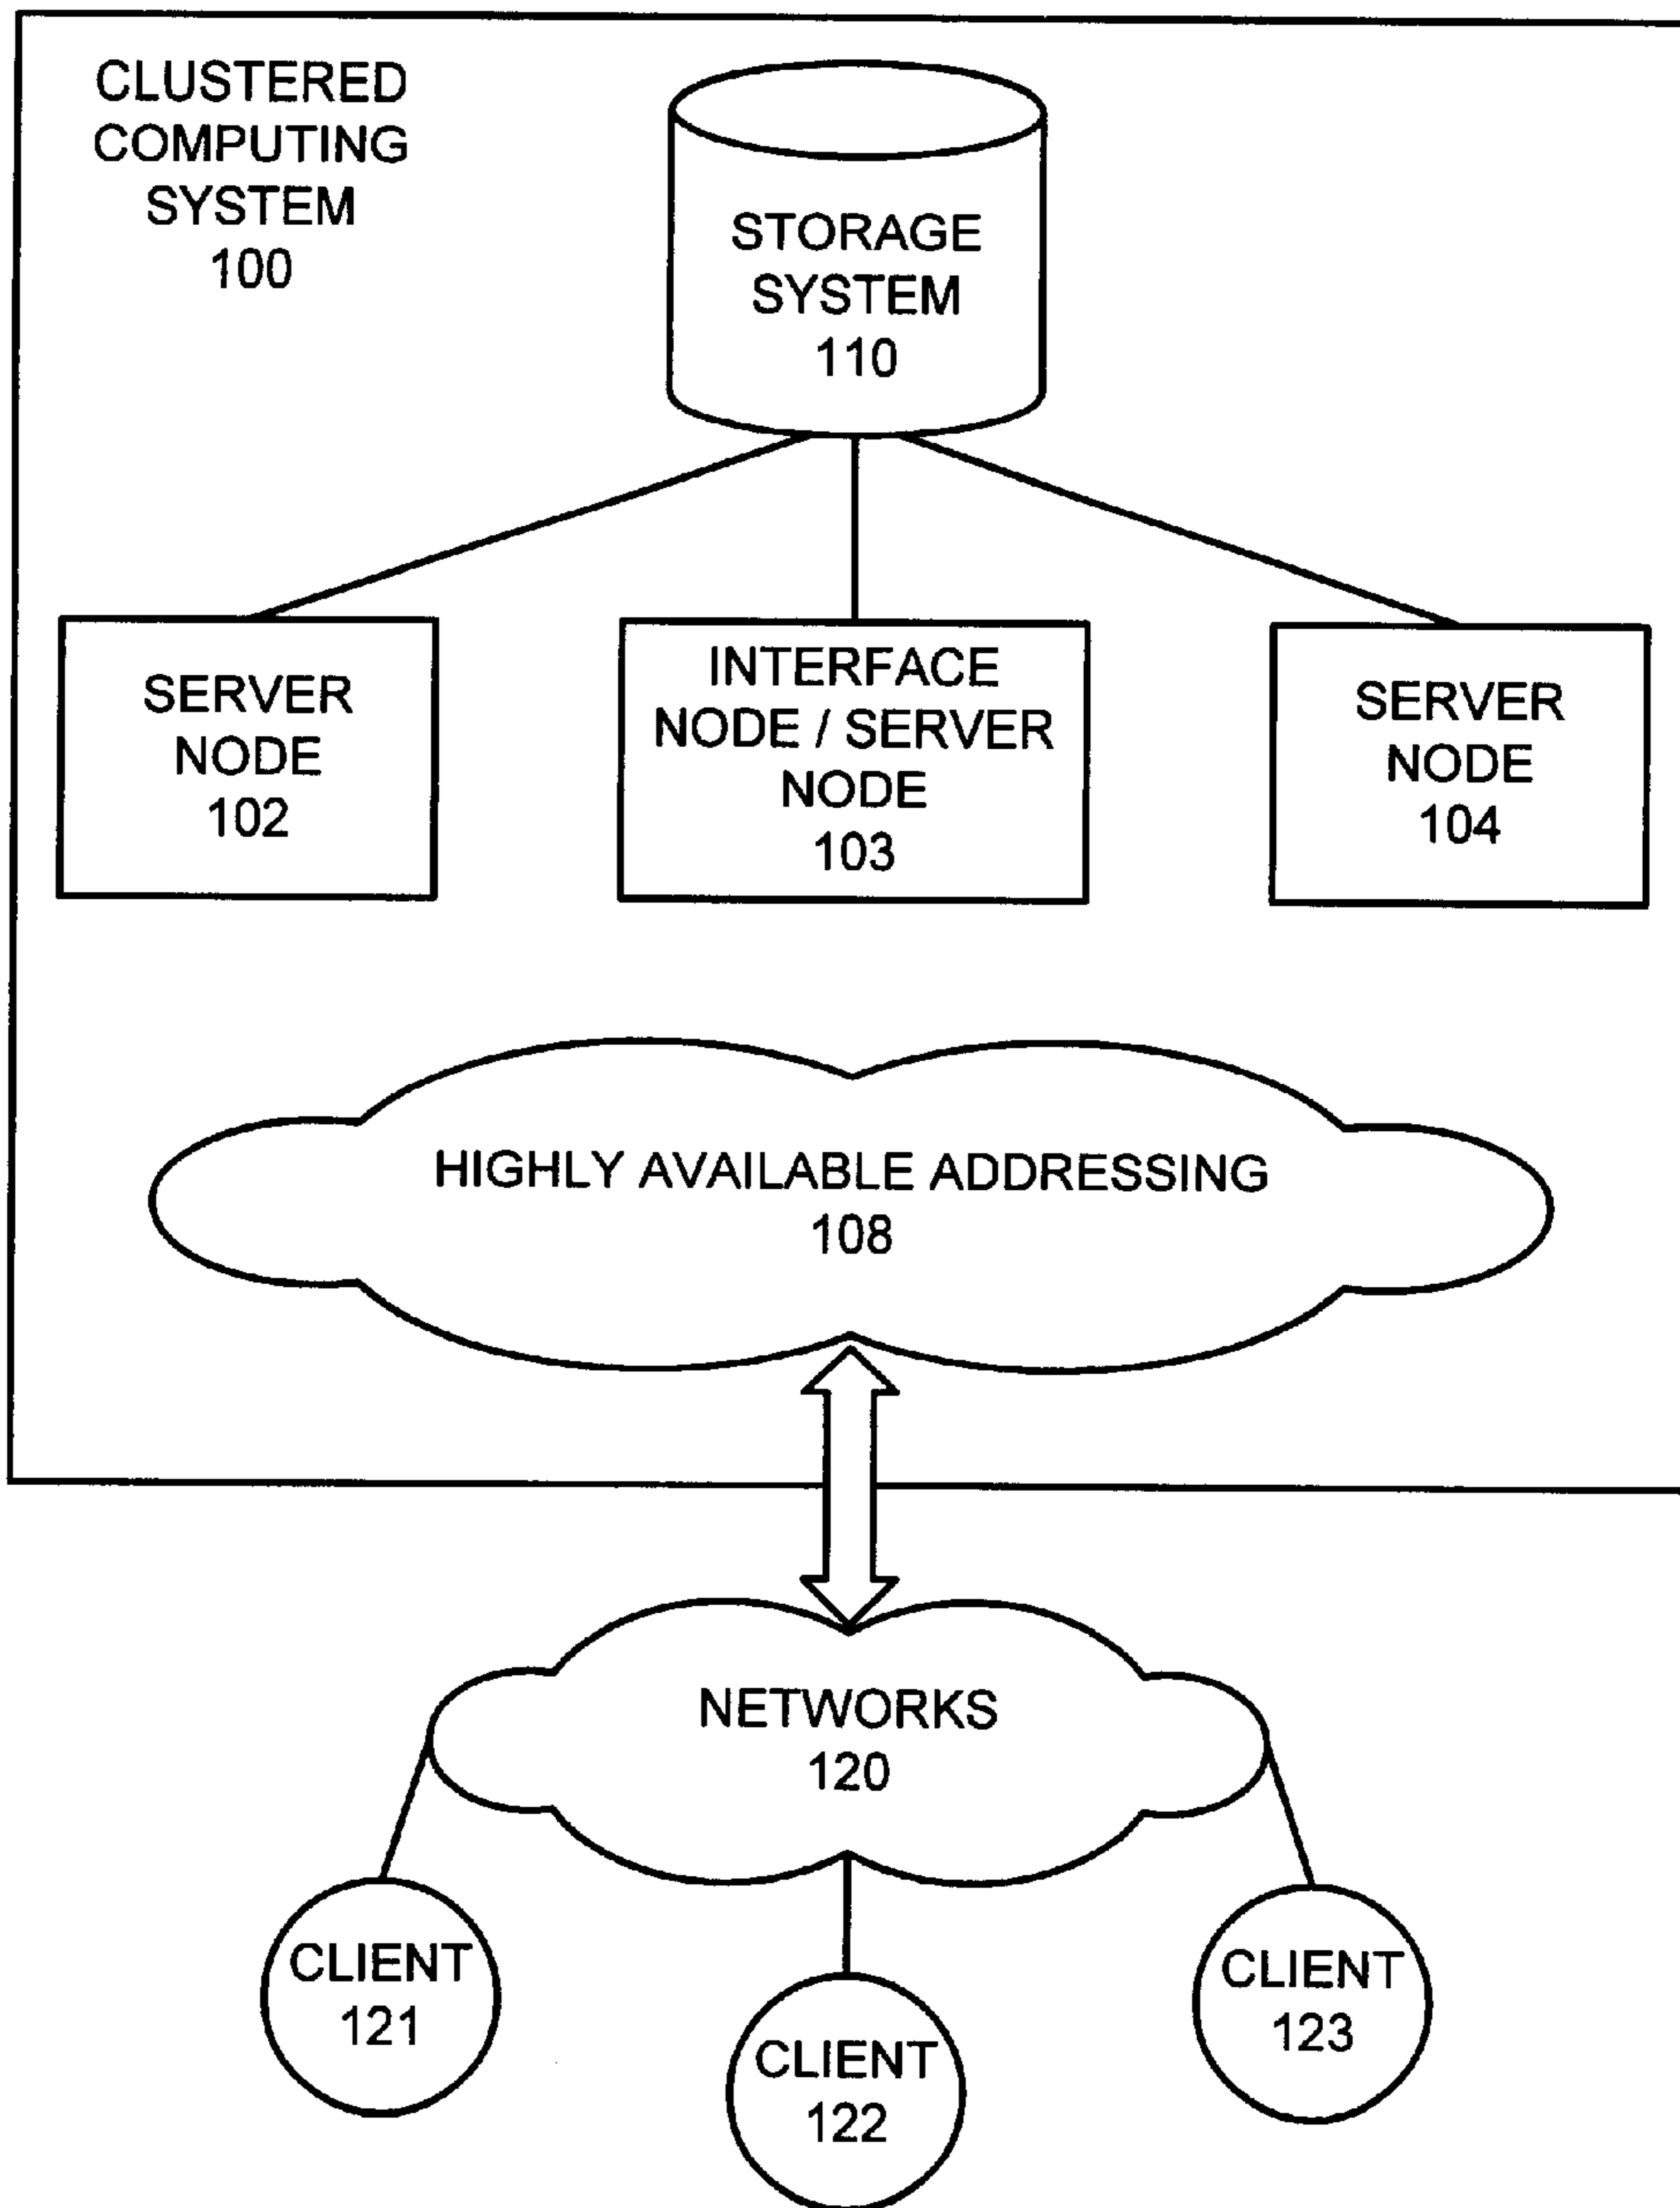 CLUSTERED
COMPUTING
SYSTEM
100
STORAGE
SYSTEM
110
SERVER
NODE
102
INTERFACE
NODE / SERVER
NODE
103
SERVER
NODE
104
HIGHLY AVAILABLE ADDRESSING
108
NETWORKS
120
CLIENT
121
CLIENT
122
CLIENT
123